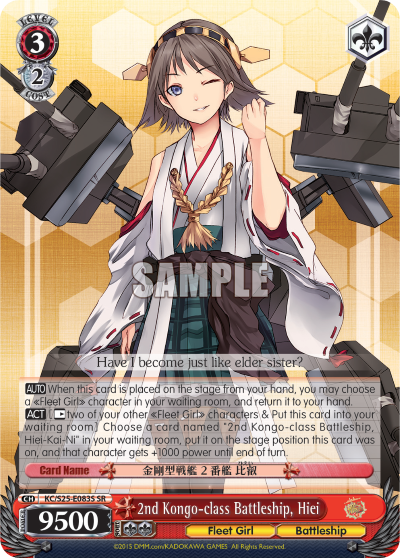 LEVEL
3
2
COST
SAMPLE
Have I become just like elder sister?
AUTO When this card is placed on the stage from your hand, you may choose
a «Fleet Girl» character in your waiting room, and return it to your hand.
ACT [two of your other «Fleet Girl» characters & Put this card into your
waiting room] Choose a card named "2nd Kongo-class Battleship,
Hiei-Kai-Ni" in your waiting room, put it on the stage position this card was
on, and that character gets +1000 power until end of turn.
Card Name 金剛型戦艦 2番艦 比叡
CH KC/S25-E083S SR
2nd Kongo-class Battleship, Hiei
POWER 9500 SOUL
Fleet Girl Battleship
©2015 DMM.com/KADOKAWA GAMES All Rights Reserved.